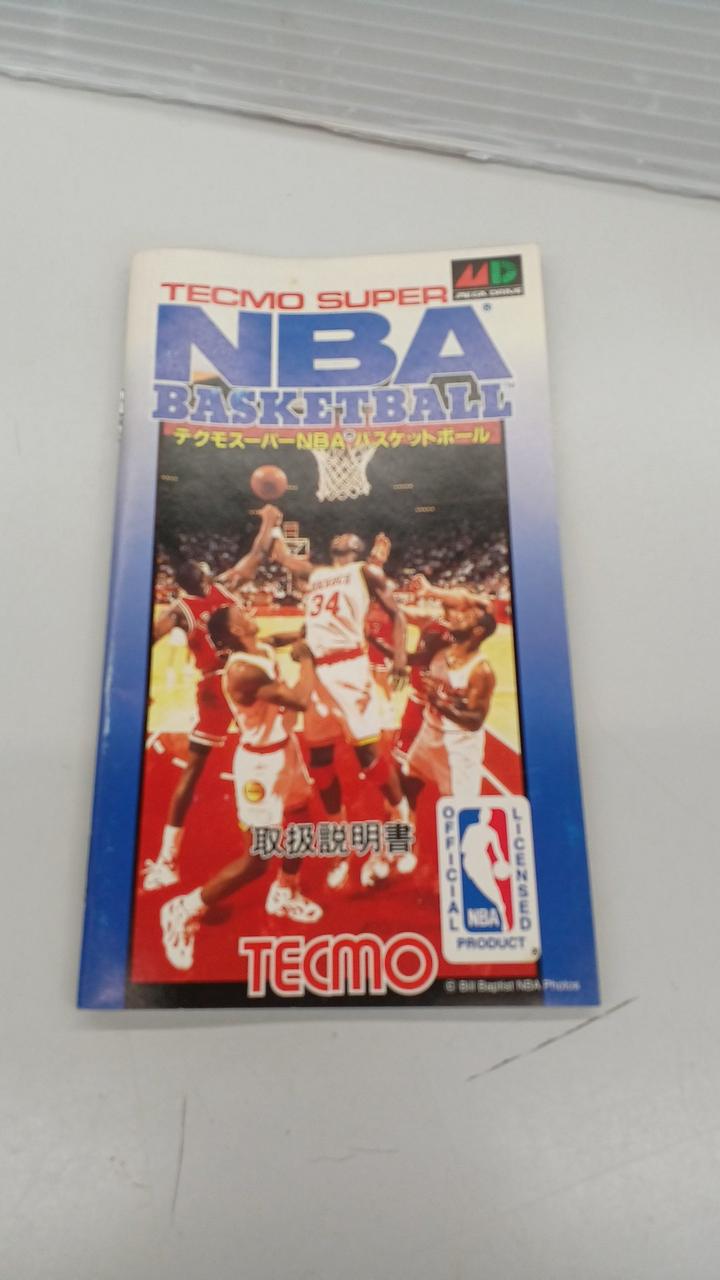 TECMO SUPER
MD
MEGA DRIVE
NBA®
BASKETBALL™
テクモスーパーNBA®バスケットボール
34
取扱説明書
OFFICIAL
LICENSED
NBA
PRODUCT
TECMO
© Bill Baptist NBA Photos